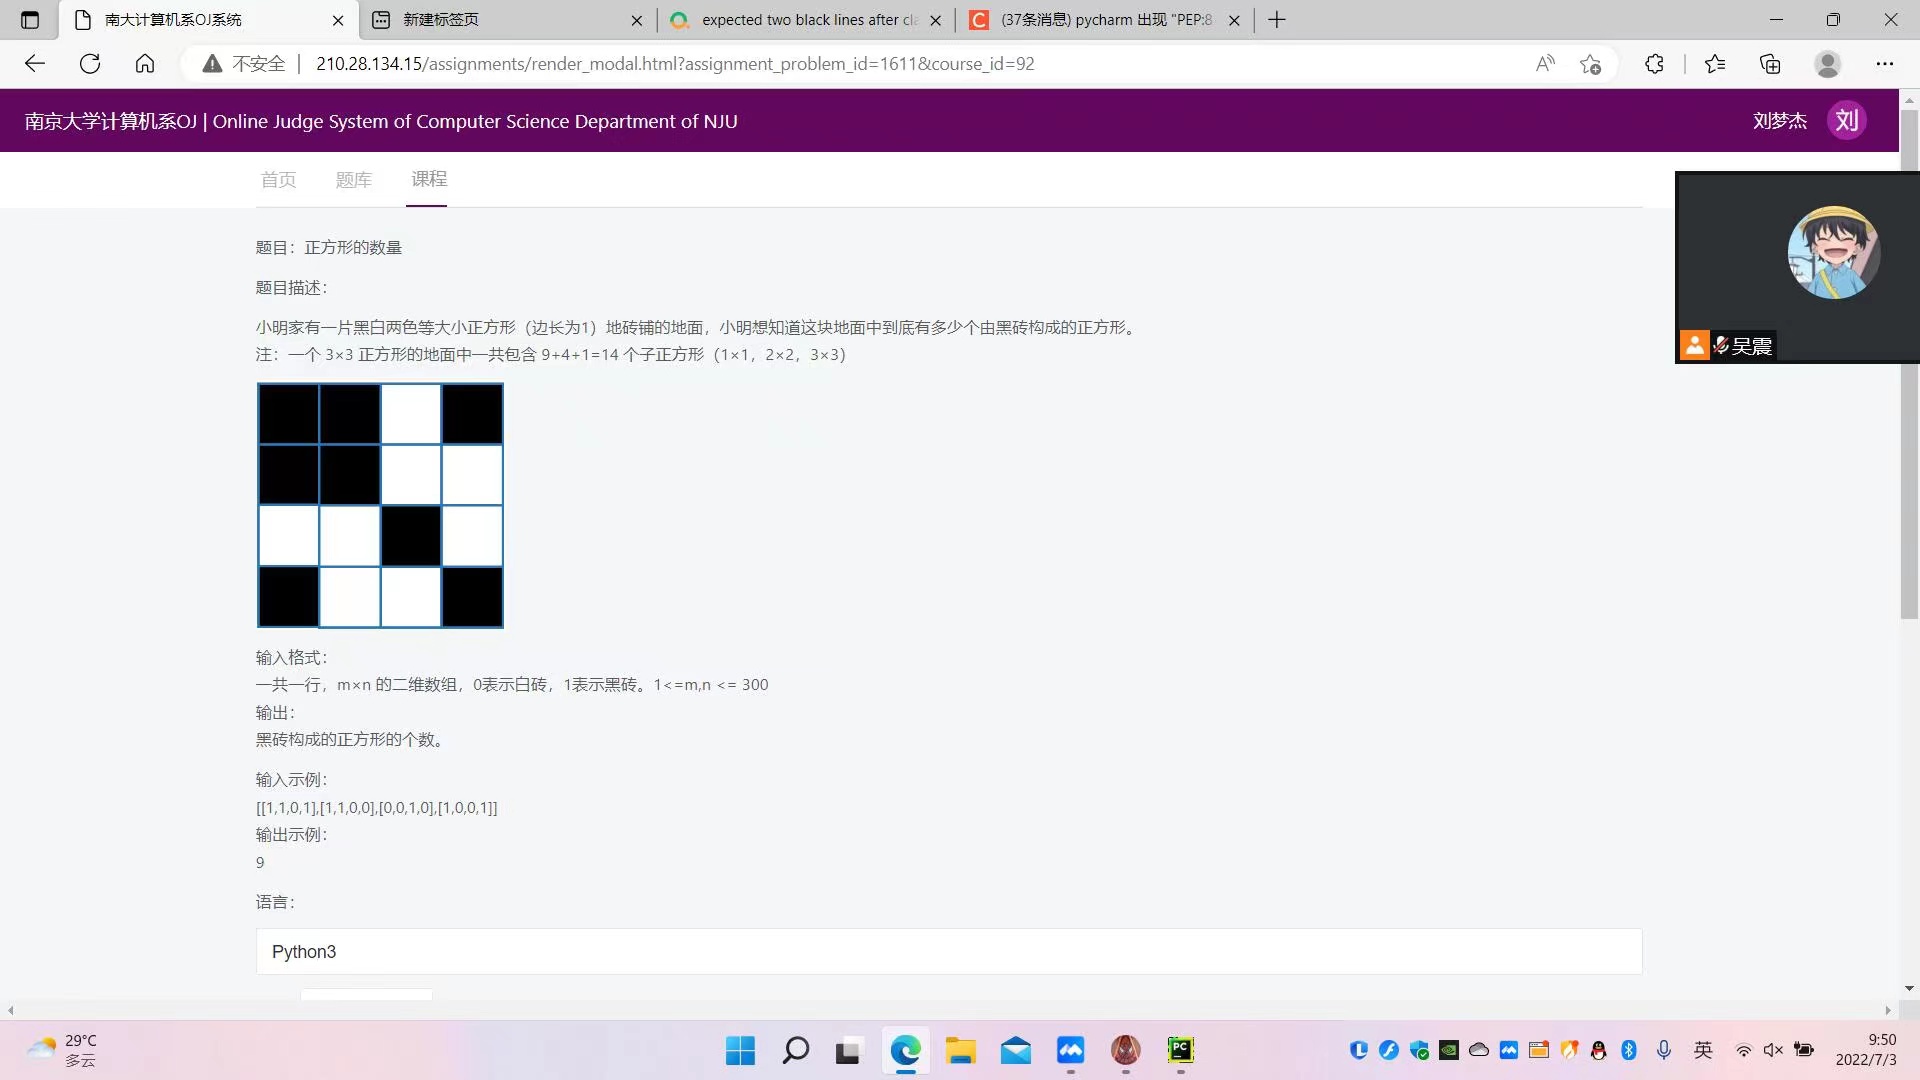 南大计算机系OJ系统
新建标签页
expected two black lines after cla
(37条消息) pycharm 出现 "PEP:8
不安全
210.28.134.15/assignments/render_modal.html?assignment_problem_id=1611&course_id=92
南京大学计算机系OJ | Online Judge System of Computer Science Department of NJU
刘梦杰
刘
首页
题库
课程
吴震
题目：正方形的数量
题目描述：
小明家有一片黑白两色等大小正方形（边长为1）地砖铺的地面，小明想知道这块地面中到底有多少个由黑砖构成的正方形。
注：一个 3×3 正方形的地面中一共包含 9+4+1=14 个子正方形（1×1，2×2，3×3）
输入格式：
一共一行，m×n 的二维数组，0表示白砖，1表示黑砖。1<=m,n <= 300
输出：
黑砖构成的正方形的个数。
输入示例：
[[1,1,0,1],[1,1,0,0],[0,0,1,0],[1,0,0,1]]
输出示例：
9
语言：
Python3
29°C
多云
PC
英
9:50
2022/7/3